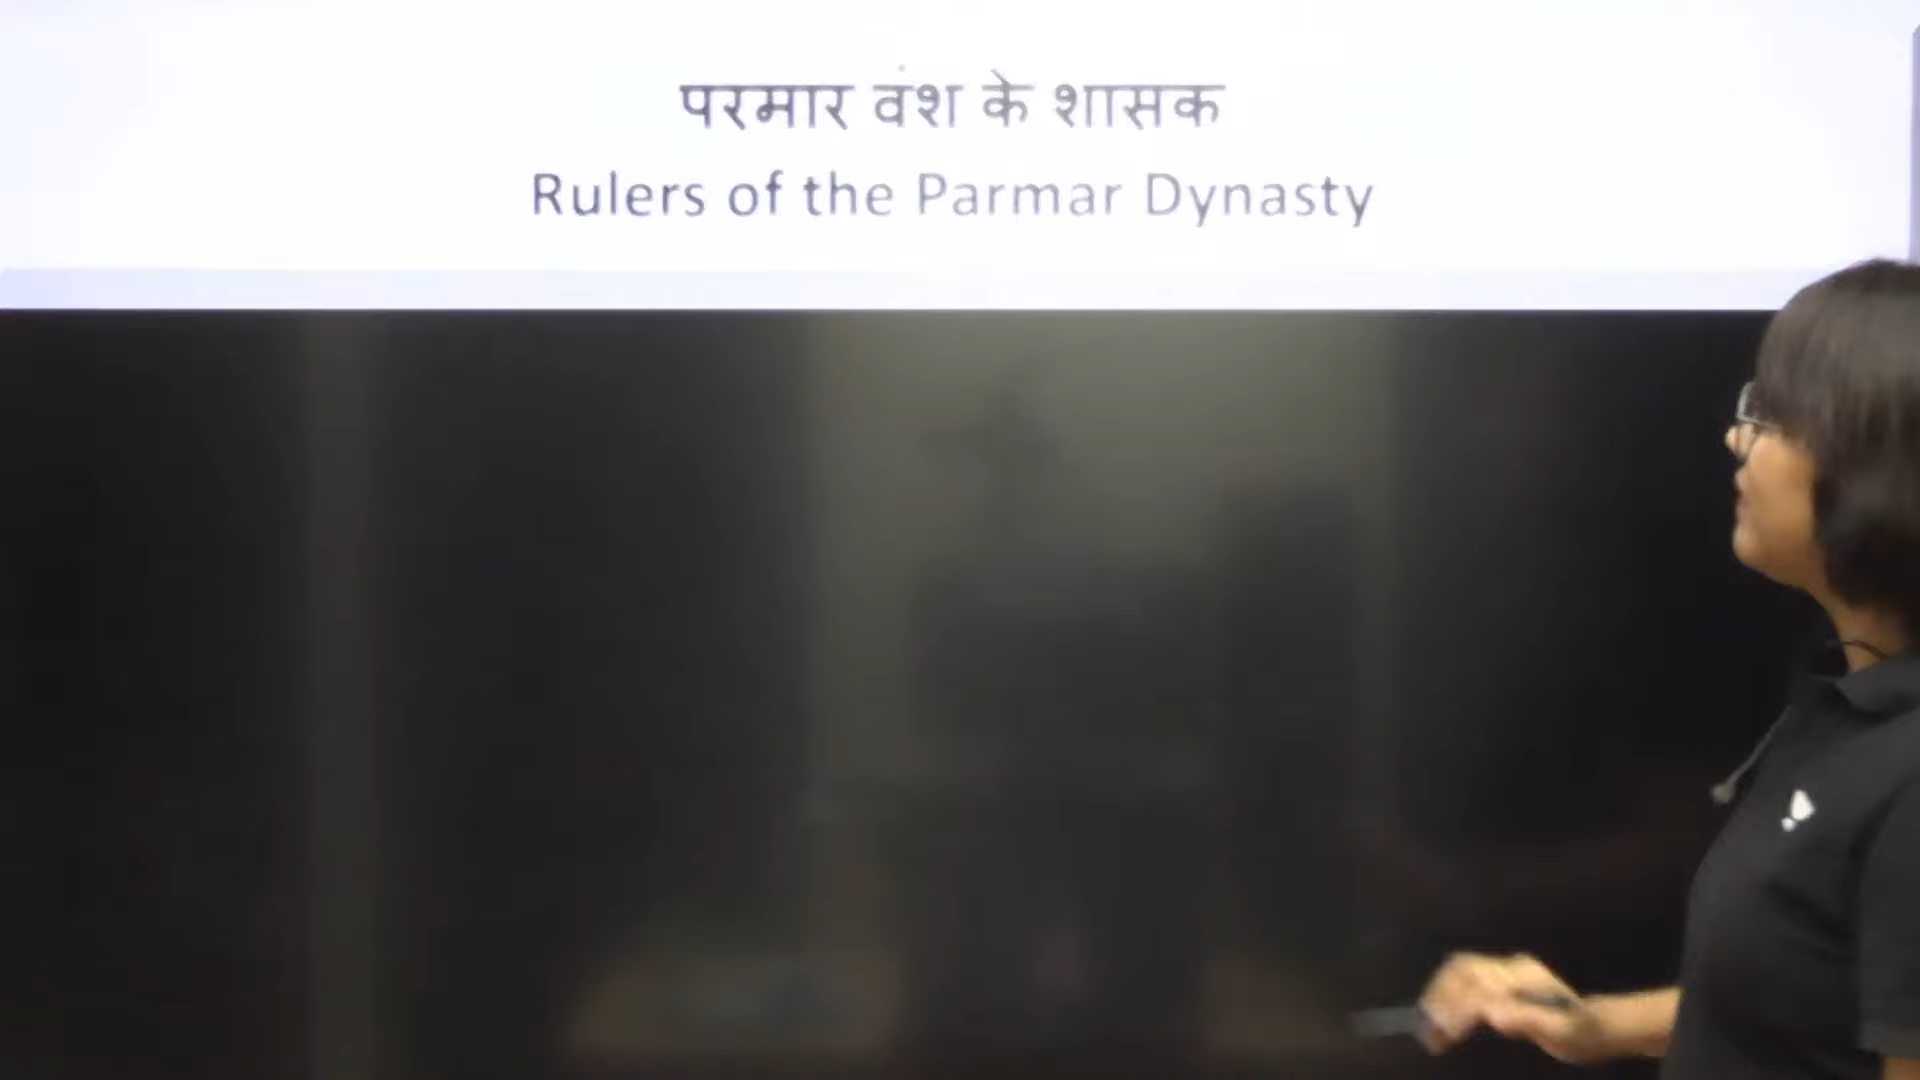 परमार वंश के शासक
Rulers of the Parmar Dynasty